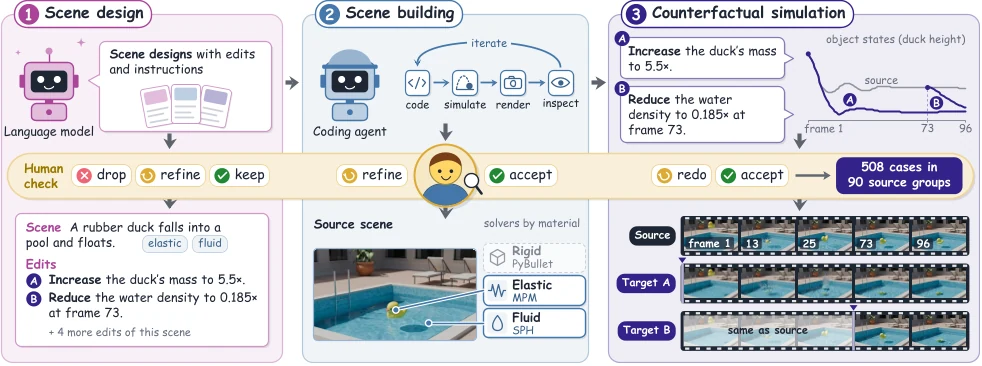 1 Scene design
Scene designs with edits
and instructions
Language model
2 Scene building
iterate
code
simulate
render
inspect
Coding agent
3 Counterfactual simulation
A
Increase the duck's mass
to 5.5×.
B
Reduce the water
density to 0.185× at
frame 73.
object states (duck height)
source
A
B
frame 1
73
96
Human
check
drop
refine
keep
refine
accept
redo
accept
508 cases in
90 source groups
Scene A rubber duck falls into a
pool and floats.
elastic
fluid
Edits
A Increase the duck's mass to 5.5×.
B Reduce the water density to 0.185×
at frame 73.
+ 4 more edits of this scene
Source scene
solvers by material
Rigid
PyBullet
Elastic
MPM
Fluid
SPH
Source
frame 1
13
25
73
96
Target A
Target B
same as source